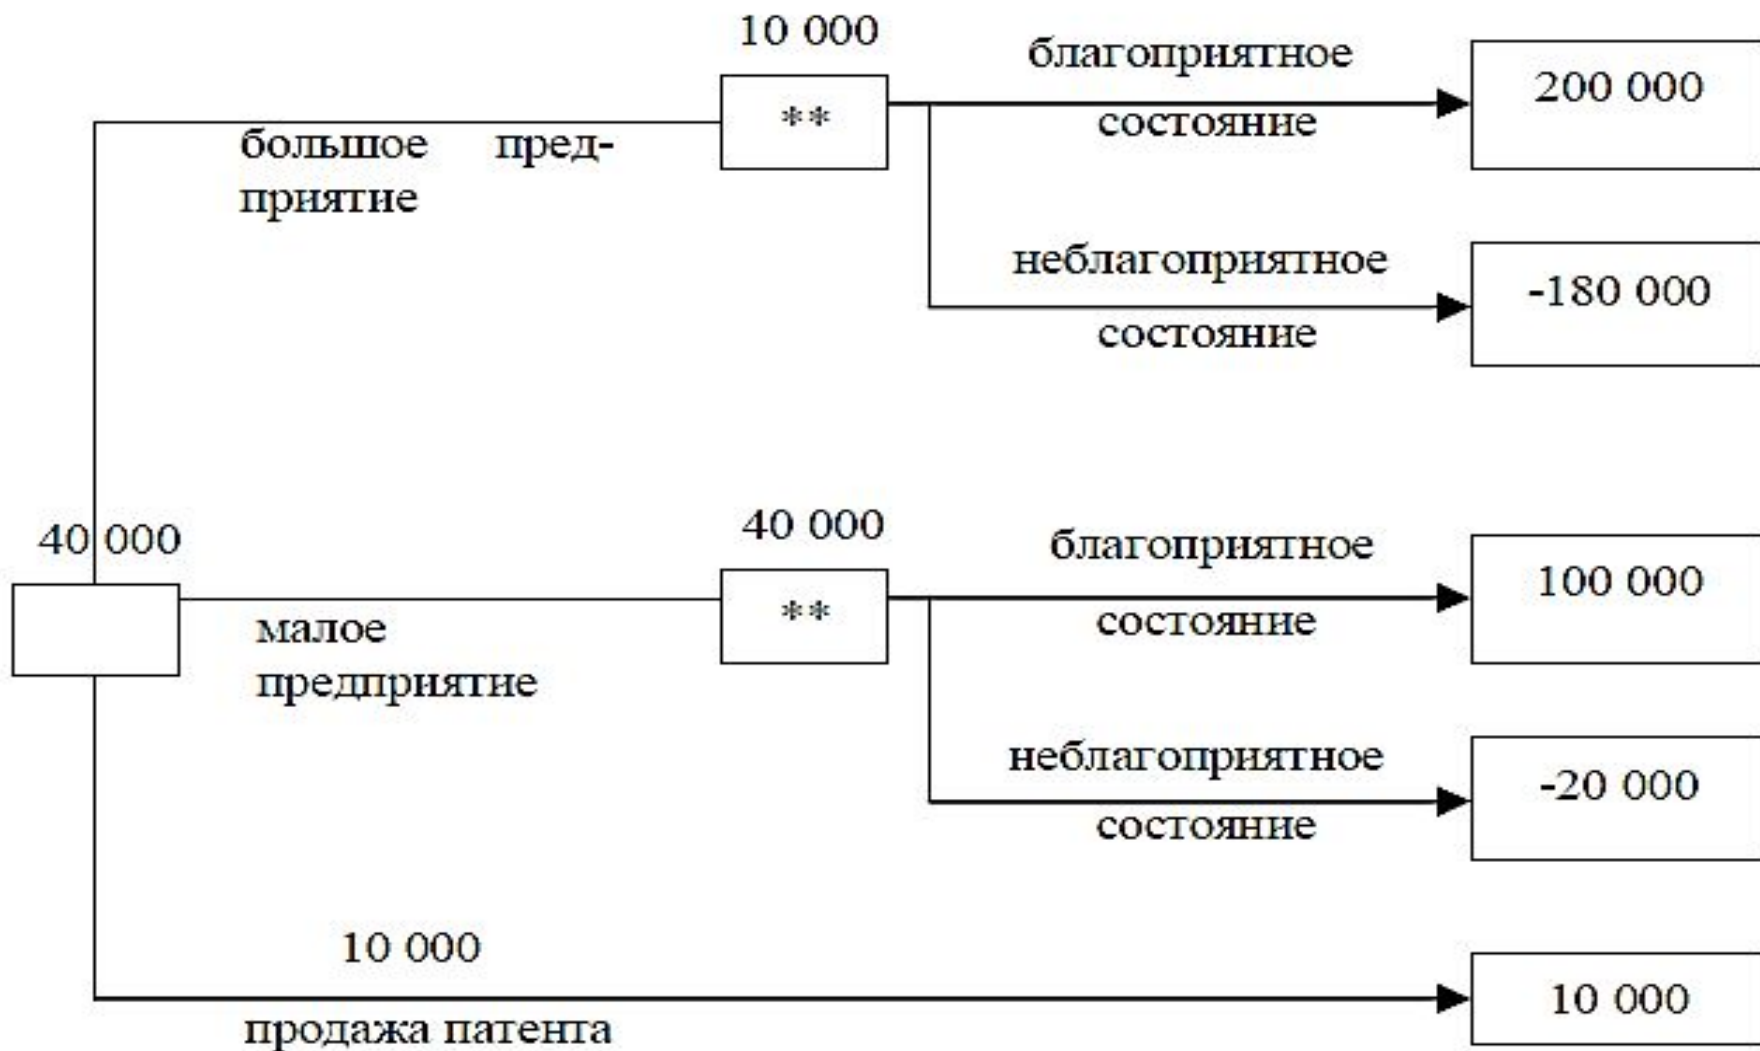 10 000
благоприятное
состояние
200 000
**
большое пред-
приятие
неблагоприятное
состояние
-180 000
40 000
40 000
благоприятное
состояние
100 000
**
малое
предприятие
неблагоприятное
состояние
-20 000
10 000
продажа патента
10 000